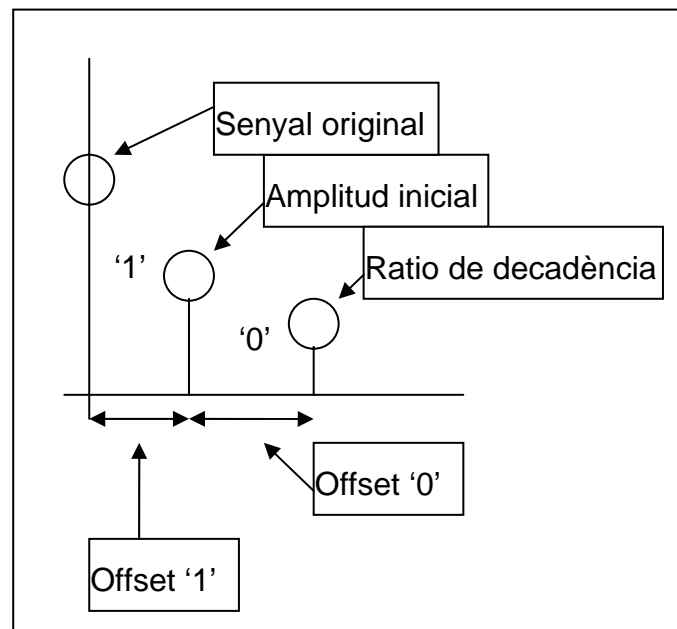 Senyal original
Amplitud inicial
‘1’
Ratio de decadència
‘0’
Offset ‘0’
Offset ‘1’